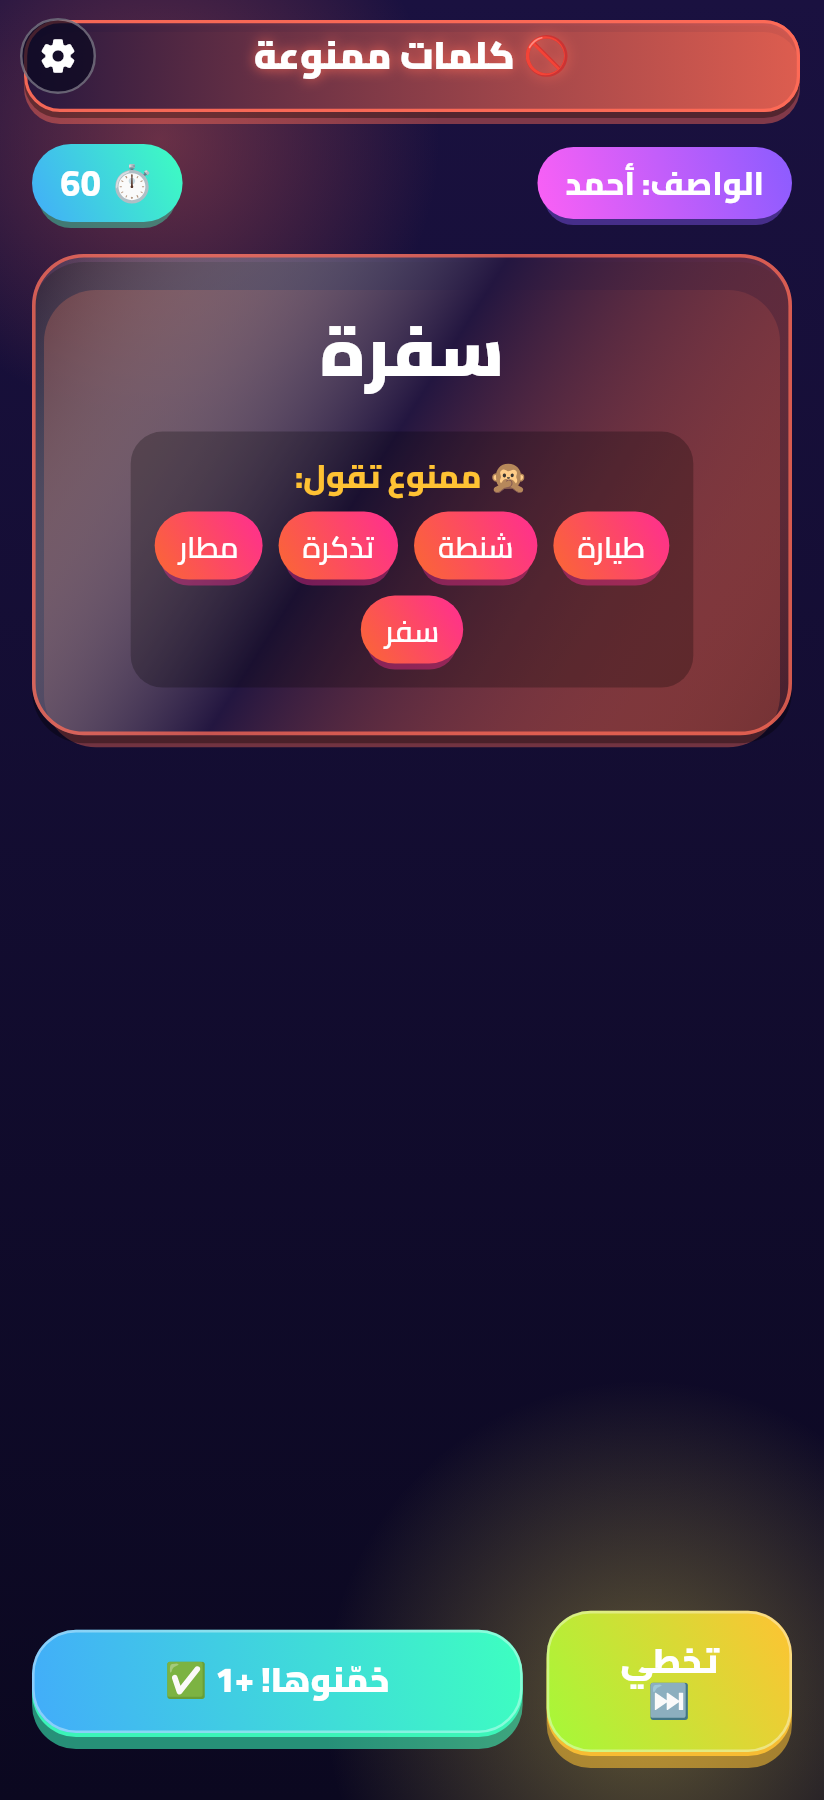 🚫 كلمات ممنوعة
الواصف: أحمد
⏱️ 60
سفرة
🙊 ممنوع تقول:
طيارة شنطة تذكرة مطار
سفر
تخطي
⏭️
خمّنوها! +1 ✅